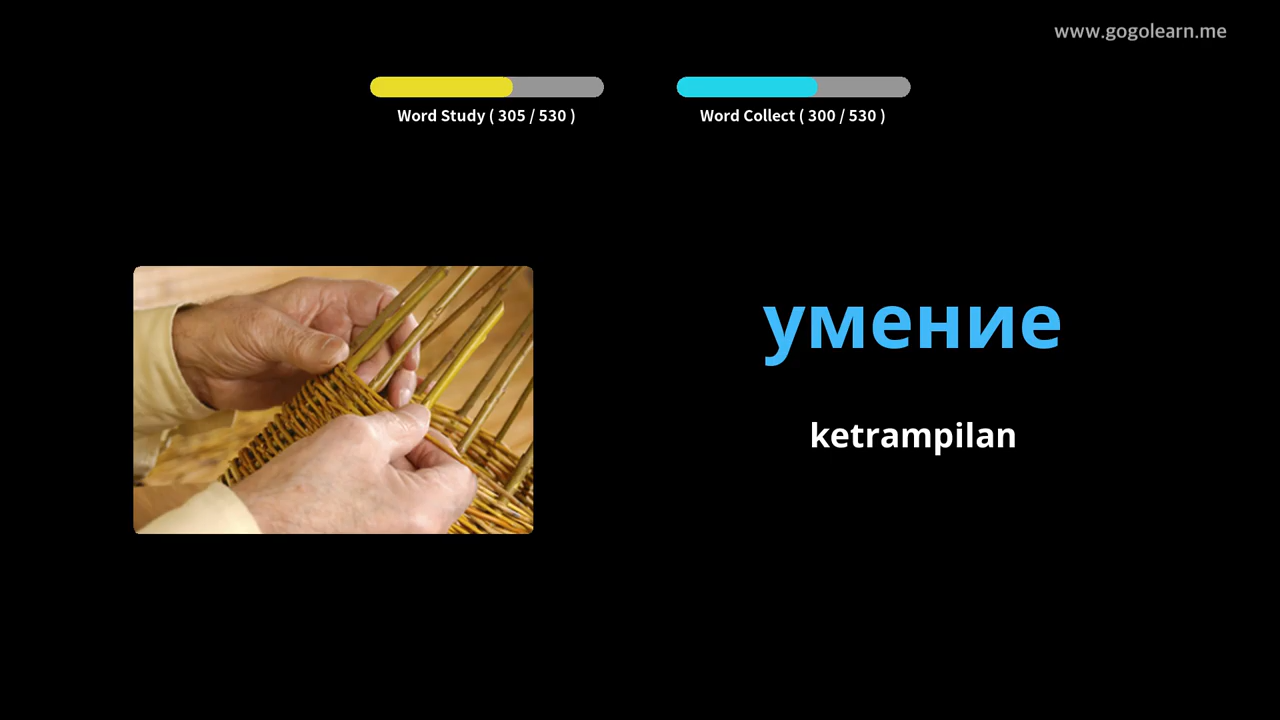 www.gogolearn.me
Word Study ( 305 / 530 )
Word Collect ( 300 / 530 )
умение
ketrampilan